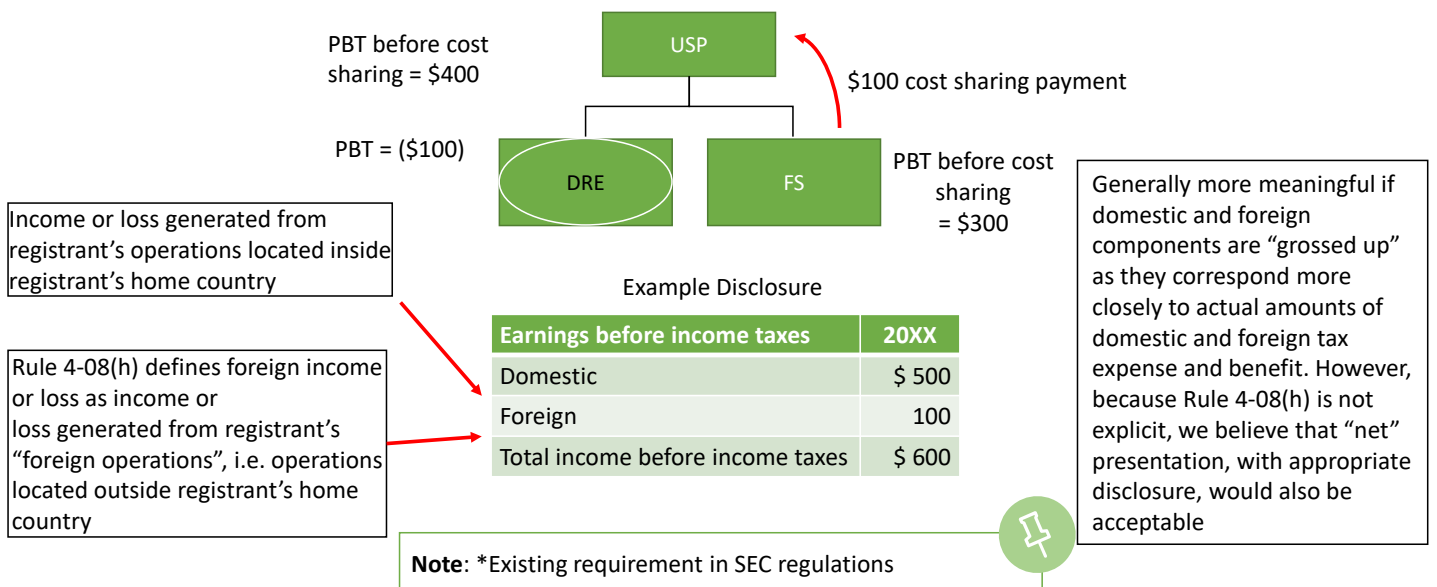 PBT before cost
sharing = $400
USP
$100 cost sharing payment
PBT = ($100)
DRE
FS
PBT before cost
sharing
= $300
Income or loss generated from
registrant’s operations located inside
registrant’s home country
Rule 4-08(h) defines foreign income
or loss as income or
loss generated from registrant’s
“foreign operations”, i.e. operations
located outside registrant’s home
country
Example Disclosure
Earnings before income taxes 20XX
Domestic $ 500
Foreign 100
Total income before income taxes $ 600
Generally more meaningful if
domestic and foreign
components are “grossed up”
as they correspond more
closely to actual amounts of
domestic and foreign tax
expense and benefit. However,
because Rule 4-08(h) is not
explicit, we believe that “net”
presentation, with appropriate
disclosure, would also be
acceptable
Note: *Existing requirement in SEC regulations